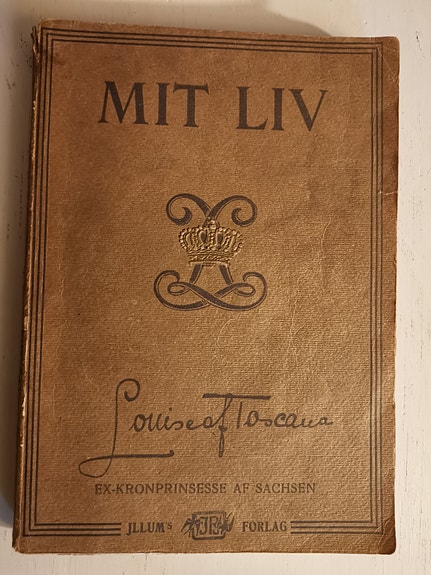 MIT LIV
Louise af Toscana
EX-KRONPRINSESSE AF SACHSEN
JLLUMs FORLAG